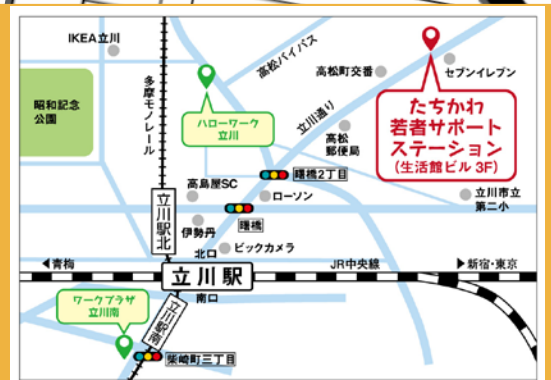 IKEA立川
昭和記念
公園
多摩モノレール
ハローワーク
立川
高松バイパス
高松町交番
セブンイレブン
立川通り
高松
郵便局
たちかわ
若者サポート
ステーション
(生活館ビル 3F)
曙橋2丁目
高島屋SC
ローソン
立川市立
第二小
曙橋
伊勢丹
立川駅北
北口
ビックカメラ
青梅
立川駅
JR中央線
新宿・東京
南口
ワークプラザ
立川南
立川駅南
柴崎町三丁目